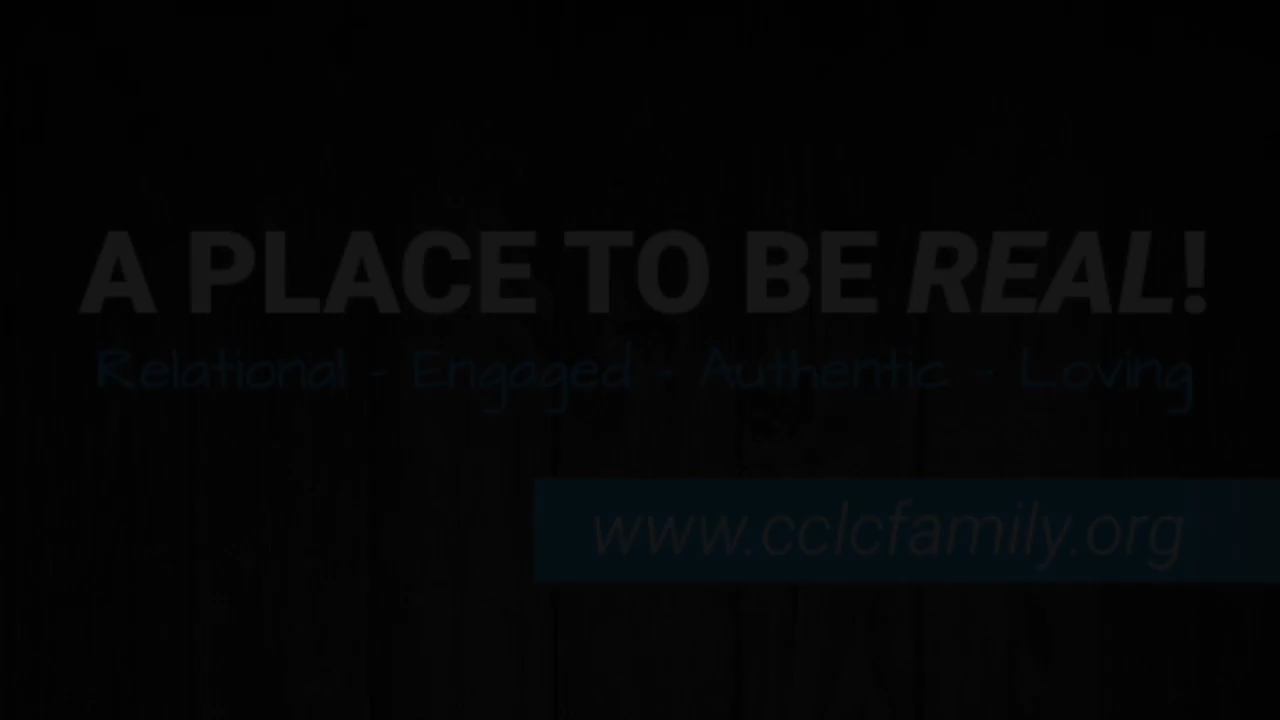 A PLACE TO BE REAL!
Relational - Engaged - Authentic - Loving
www.cclcfamily.org